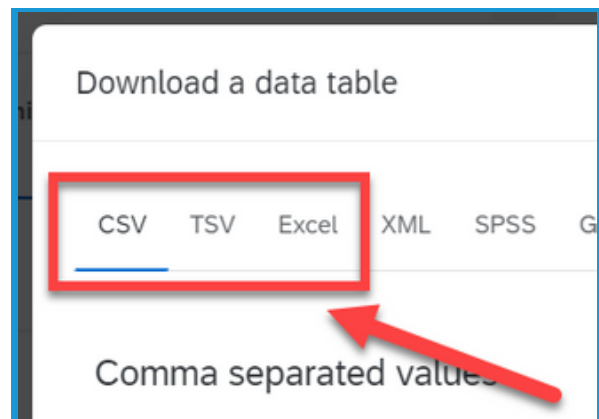 Download a data table
CSV TSV Excel XML SPSS G
Comma separated values